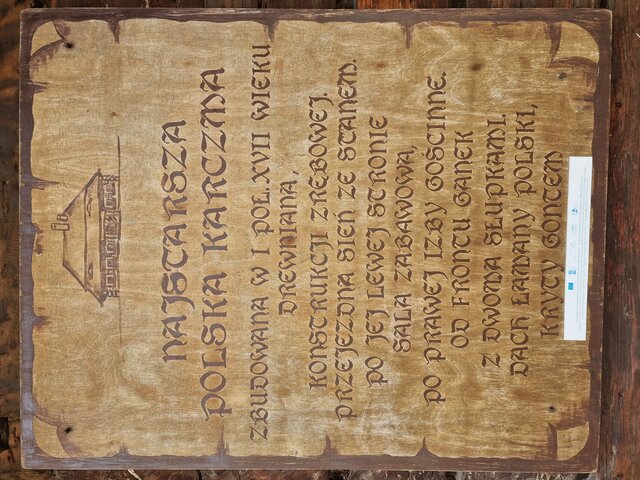 NAJSTARSZA
POLSKA KARCZMA
ZBUDOWANA W I POŁ.XVII WIEKU
DREWNIANA,
KONSTRUKCJI ZRĘBOWEJ.
PRZEJEZDNA SIEŃ ZE STANEM.
PO JEJ LEWEJ STRONIE
SALA ZABAWOWA,
PO PRAWEJ IZBY GOŚCINNE.
OD FRONTU GANEK
Z DWOMA SŁUPKAMI.
DACH ŁAMANY POLSKI,
KRYTY GONTEM